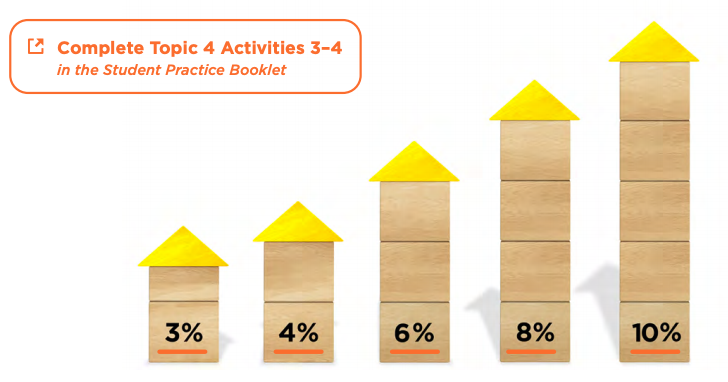 Complete Topic 4 Activities 3–4
in the Student Practice Booklet
3%
4%
6%
8%
10%